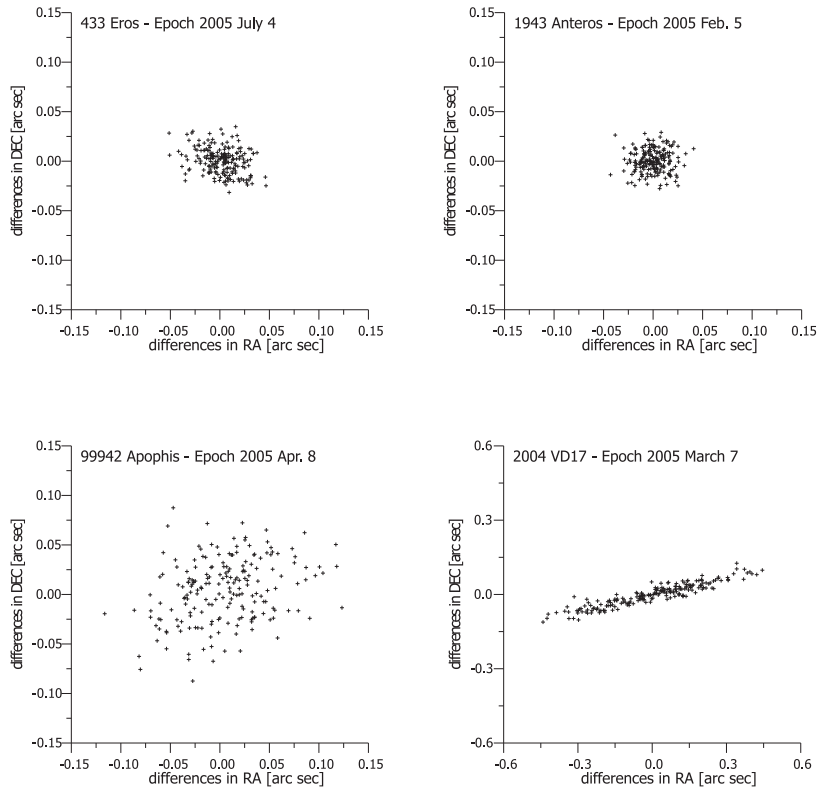 433 Eros - Epoch 2005 July 4
0.15
0.10
0.05
0.00
-0.05
-0.10
-0.15
differences in DEC [arc sec]
-0.15 -0.10 -0.05 0.00 0.05 0.10 0.15
differences in RA [arc sec]
1943 Anteros - Epoch 2005 Feb. 5
0.15
0.10
0.05
0.00
-0.05
-0.10
-0.15
differences in DEC [arc sec]
-0.15 -0.10 -0.05 0.00 0.05 0.10 0.15
differences in RA [arc sec]
99942 Apophis - Epoch 2005 Apr. 8
0.15
0.10
0.05
0.00
-0.05
-0.10
-0.15
differences in DEC [arc sec]
-0.15 -0.10 -0.05 0.00 0.05 0.10 0.15
differences in RA [arc sec]
2004 VD17 - Epoch 2005 March 7
0.6
0.3
0.0
-0.3
-0.6
differences in DEC [arc sec]
-0.6 -0.3 0.0 0.3 0.6
differences in RA [arc sec]